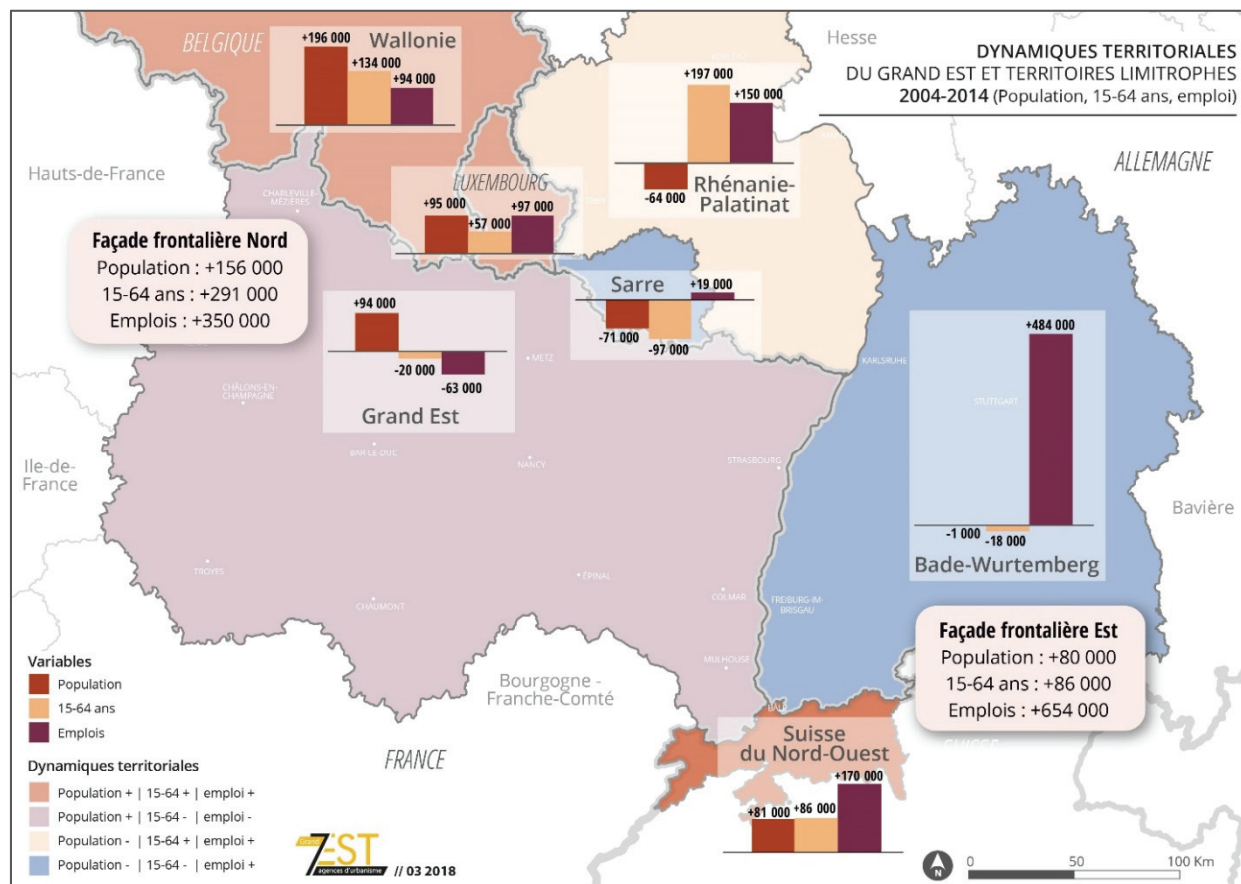 DYNAMIQUES TERRITORIALES
DU GRAND EST ET TERRITOIRES LIMITROPHES
2004-2014 (Population, 15-64 ans, emploi)
BELGIQUE
Wallonie
+196 000
+134 000
+94 000
Hesse
+197 000
+150 000
-64 000
Rhénanie-
Palatinat
ALLEMAGNE
Hauts-de-France
CHARLEVILLE-
MÉZIÈRES
LUXEMBOURG
+95 000
+57 000
+97 000
Façade frontalière Nord
Population : +156 000
15-64 ans : +291 000
Emplois : +350 000
Sarre
+19 000
-71 000
-97 000
+94 000
-20 000
-63 000
Grand Est
METZ
CHÂLONS-EN-
CHAMPAGNE
BAR-LE-DUC
NANCY
STRASBOURG
KARLSRUHE
STUTTGART
+484 000
-1 000
-18 000
Bade-Wurtemberg
Ile-de-
France
Bavière
TROYES
CHAUMONT
ÉPINAL
COLMAR
FREIBURG-IM-
BRISGAU
MULHOUSE
Façade frontalière Est
Population : +80 000
15-64 ans : +86 000
Emplois : +654 000
Bourgogne -
Franche-Comté
FRANCE
SUISSE
Suisse
du Nord-Ouest
+81 000
+86 000
+170 000
Variables
Population
15-64 ans
Emplois
Dynamiques territoriales
Population + | 15-64 + | emploi +
Population + | 15-64 - | emploi -
Population - | 15-64 + | emploi +
Population - | 15-64 - | emploi +
7EST
agences d'urbanisme
// 03 2018
N
0 50 100 Km